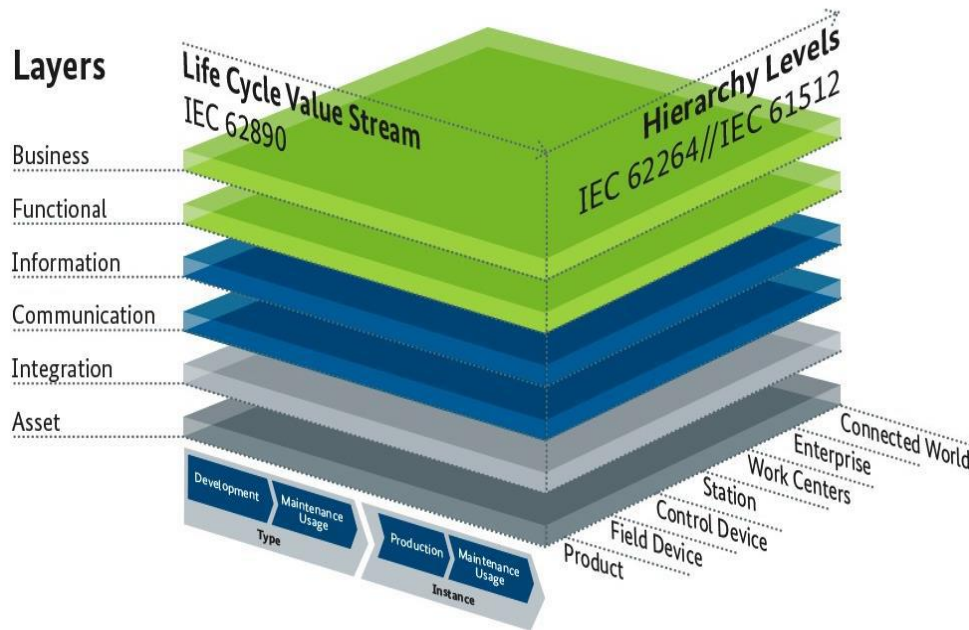 Layers
Life Cycle Value Stream
IEC 62890
Hierarchy Levels
IEC 62264//IEC 61512
Business
Functional
Information
Communication
Integration
Asset
Development
Maintenance
Usage
Type
Production
Maintenance
Usage
Instance
Connected World
Enterprise
Work Centers
Station
Control Device
Field Device
Product